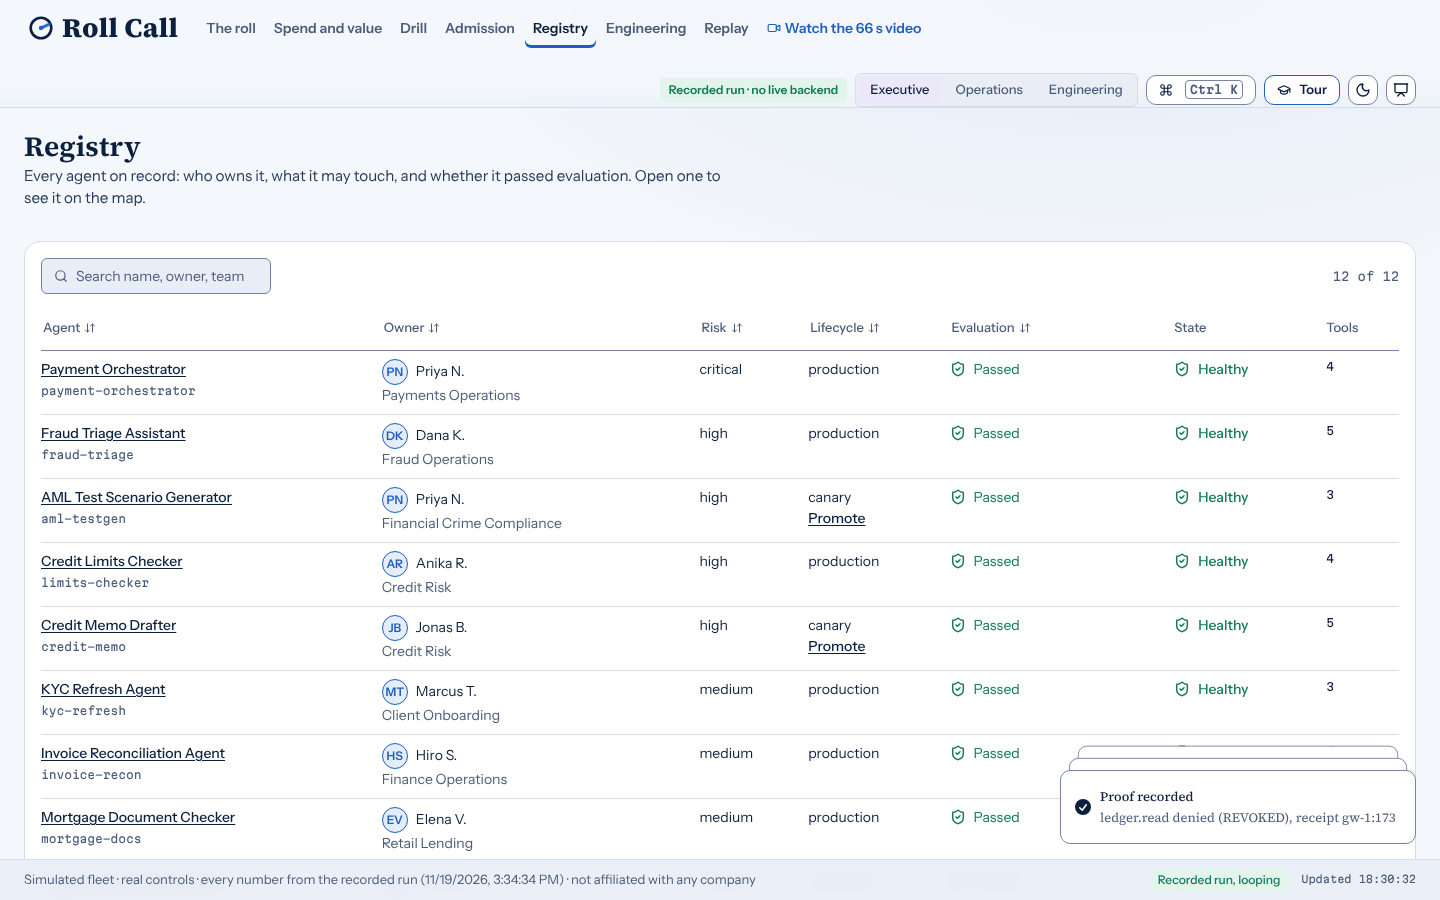 Roll Call
The roll Spend and value Drill Admission Registry Engineering Replay Watch the 66 s video
Recorded run · no live backend Executive Operations Engineering ⌘ Ctrl K Tour
Registry
Every agent on record: who owns it, what it may touch, and whether it passed evaluation. Open one to
see it on the map.
Search name, owner, team 12 of 12
Agent Owner Risk Lifecycle Evaluation State Tools
Payment Orchestrator PN Priya N. critical production Passed Healthy 4
payment-orchestrator Payments Operations
Fraud Triage Assistant DK Dana K. high production Passed Healthy 5
fraud-triage Fraud Operations
AML Test Scenario Generator PN Priya N. high canary Passed Healthy 3
aml-testgen Financial Crime Compliance Promote
Credit Limits Checker AR Anika R. high production Passed Healthy 4
limits-checker Credit Risk
Credit Memo Drafter JB Jonas B. high canary Passed Healthy 5
credit-memo Credit Risk Promote
KYC Refresh Agent MT Marcus T. medium production Passed Healthy 3
kyc-refresh Client Onboarding
Invoice Reconciliation Agent HS Hiro S. medium production Passed
invoice-recon Finance Operations
Mortgage Document Checker EV Elena V. medium production Passed
mortgage-docs Retail Lending
Proof recorded
ledger.read denied (REVOKED), receipt gw-1:173
Simulated fleet · real controls · every number from the recorded run (11/19/2026, 3:34:34 PM) · not affiliated with any company Recorded run, looping Updated 18:30:32